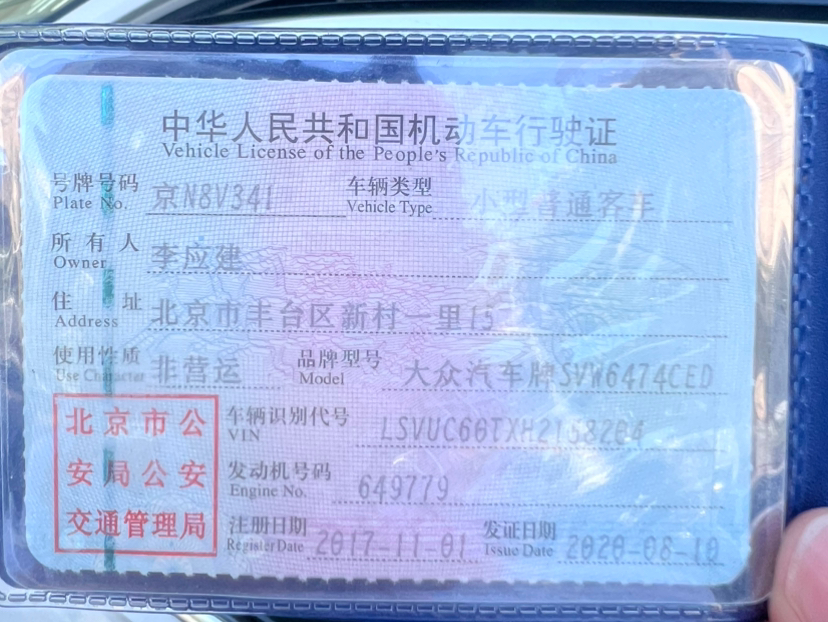 中华人民共和国机动车行驶证
Vehicle License of the People's Republic of China
号牌号码 京N8V341 车辆类型 小型普通客车
Plate No. Vehicle Type
所有人 李应建
Owner
住址 北京市丰台区新村一里15
Address
使用性质 非营运 品牌型号 大众汽车牌SVW6474CED
Use Character Model
北京市公安局公安交通管理局
车辆识别代号
VIN
发动机号码 649779
Engine No.
注册日期 2017-11-01 发证日期 2020-08-10
Register Date Issue Date